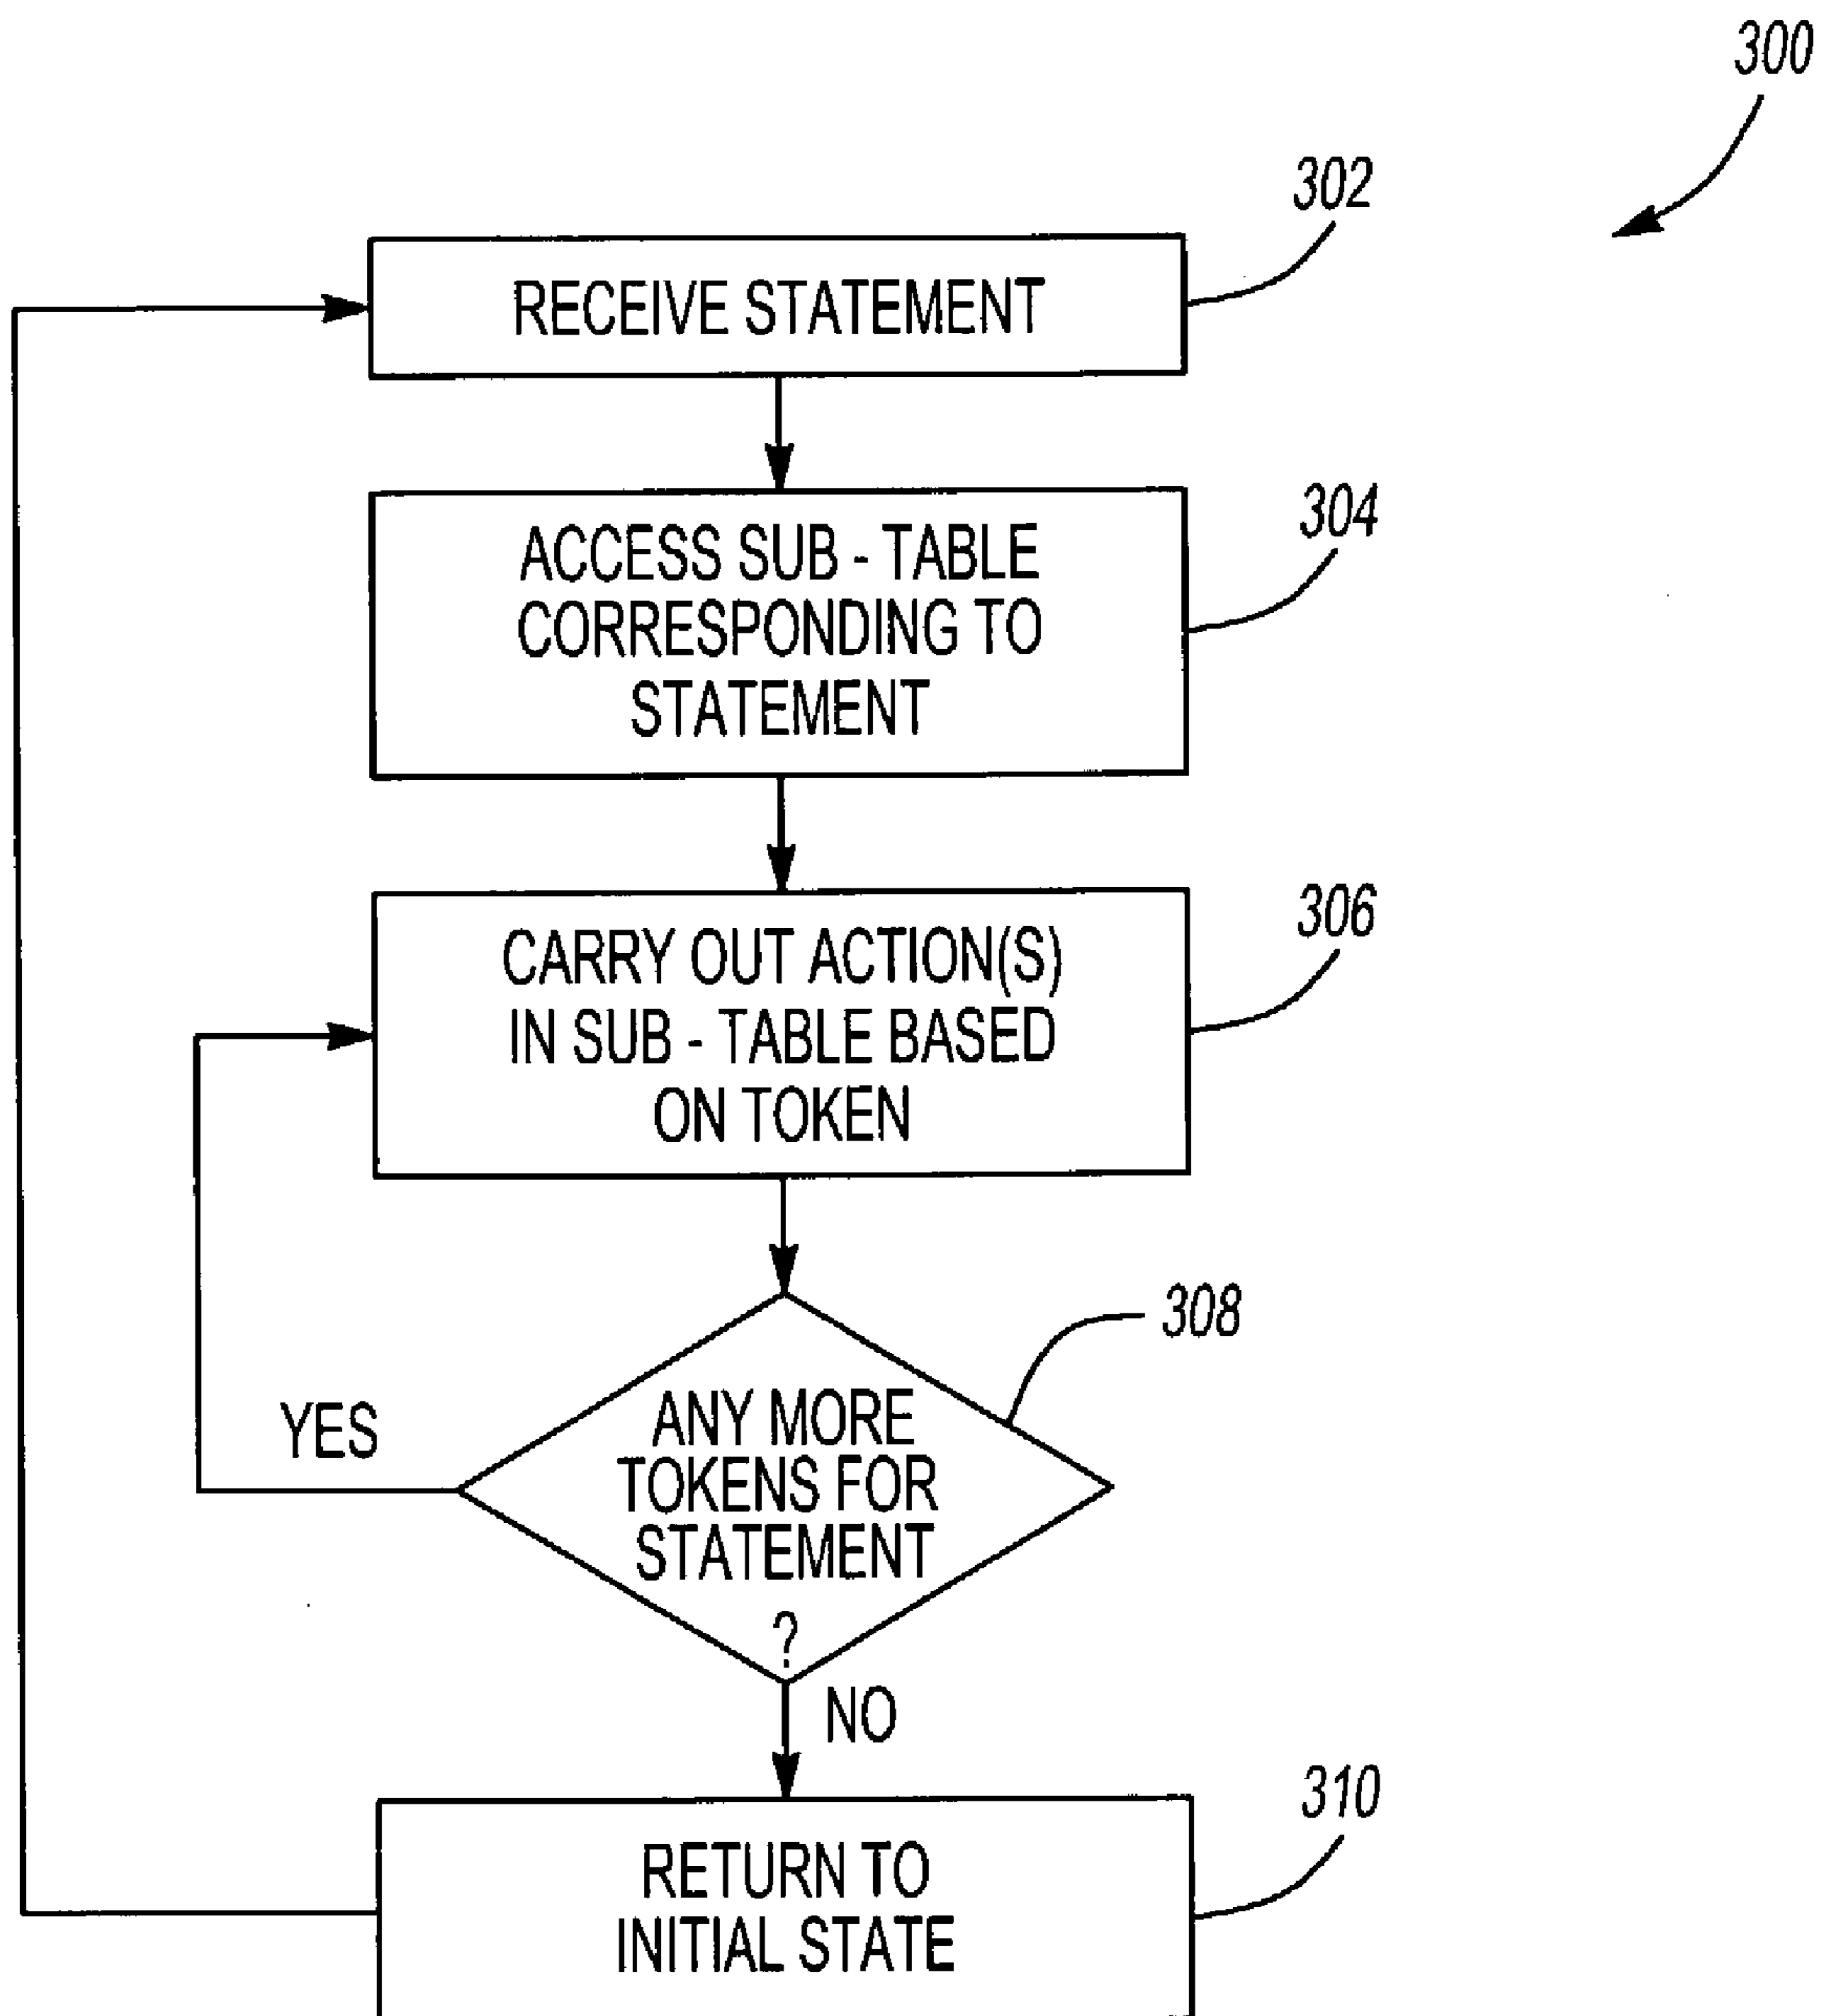 300
302
RECEIVE STATEMENT
304
ACCESS SUB - TABLE
CORRESPONDING TO
STATEMENT
306
CARRY OUT ACTION(S)
IN SUB - TABLE BASED
ON TOKEN
308
ANY MORE
TOKENS FOR
STATEMENT
?
YES
NO
310
RETURN TO
INITIAL STATE